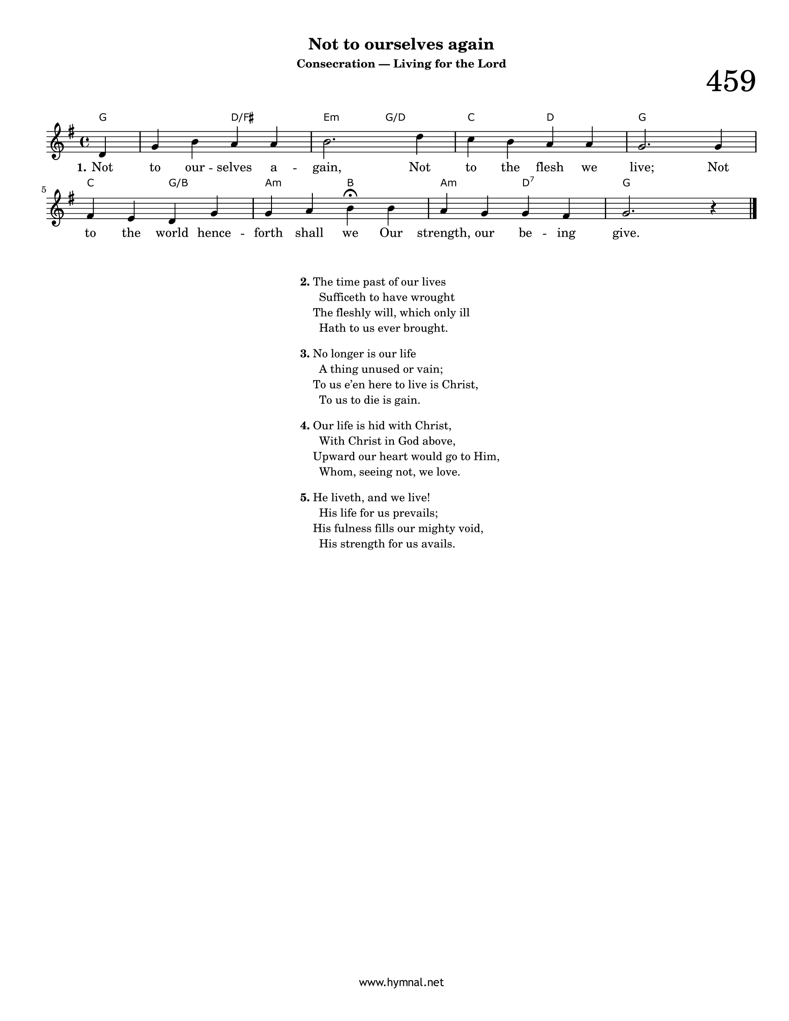 Not to ourselves again
Consecration — Living for the Lord
459
G D/F♯ Em G/D C D G
1. Not to our - selves a - gain, Not to the flesh we live; Not
5 C G/B Am B Am D7 G
to the world hence - forth shall we Our strength, our be - ing give.
2. The time past of our lives
Sufficeth to have wrought
The fleshly will, which only ill
Hath to us ever brought.
3. No longer is our life
A thing unused or vain;
To us e'en here to live is Christ,
To us to die is gain.
4. Our life is hid with Christ,
With Christ in God above,
Upward our heart would go to Him,
Whom, seeing not, we love.
5. He liveth, and we live!
His life for us prevails;
His fulness fills our mighty void,
His strength for us avails.
www.hymnal.net